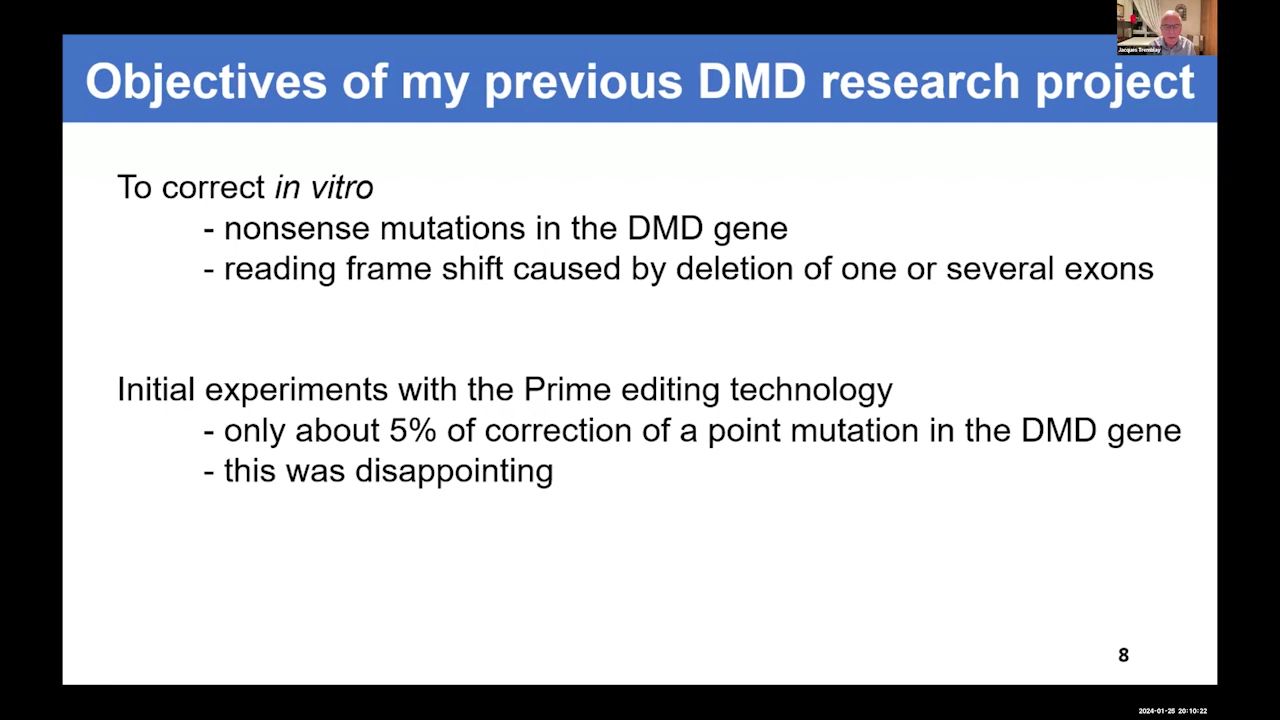 Jacques Tremblay
Objectives of my previous DMD research project
To correct in vitro
- nonsense mutations in the DMD gene
- reading frame shift caused by deletion of one or several exons
Initial experiments with the Prime editing technology
- only about 5% of correction of a point mutation in the DMD gene
- this was disappointing
8
2024-01-25 20:10:22